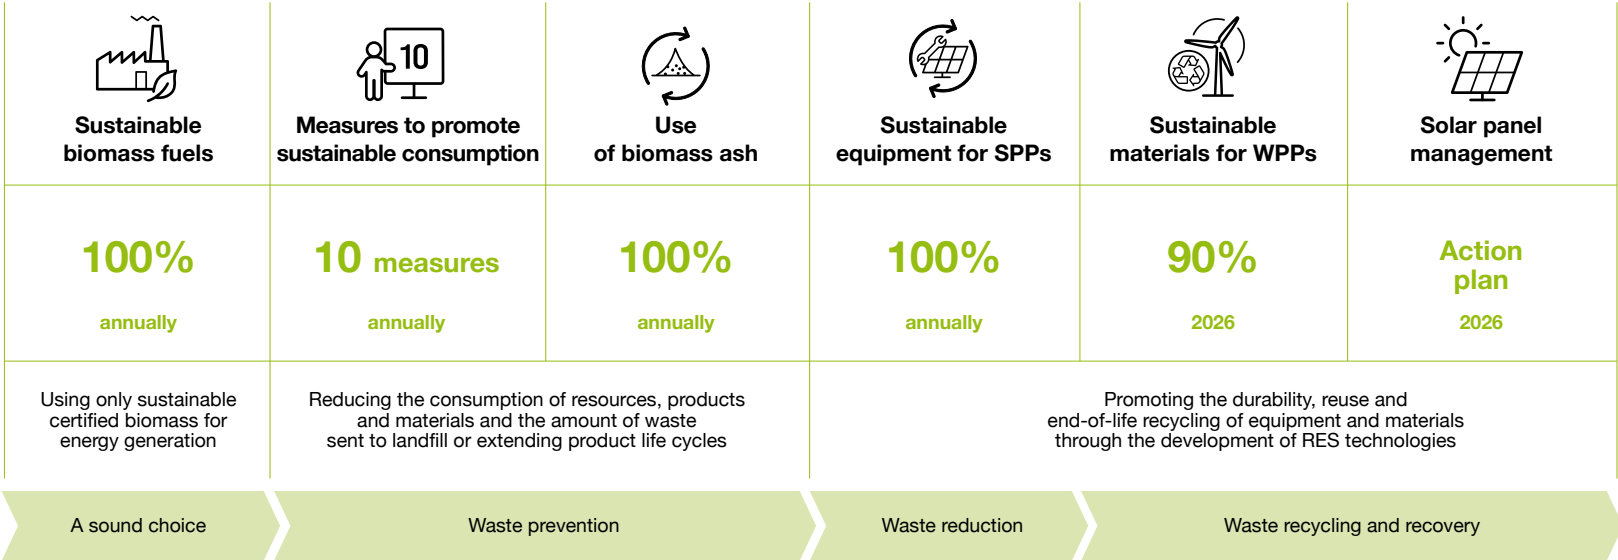 10
Sustainable
biomass fuels
Measures to promote
sustainable consumption
Use
of biomass ash
Sustainable
equipment for SPPs
Sustainable
materials for WPPs
Solar panel
management
100%
annually
10 measures
annually
100%
annually
100%
annually
90%
2026
Action
plan
2026
Using only sustainable
certified biomass for
energy generation
Reducing the consumption of resources, products
and materials and the amount of waste
sent to landfill or extending product life cycles
Promoting the durability, reuse and
end-of-life recycling of equipment and materials
through the development of RES technologies
A sound choice
Waste prevention
Waste reduction
Waste recycling and recovery